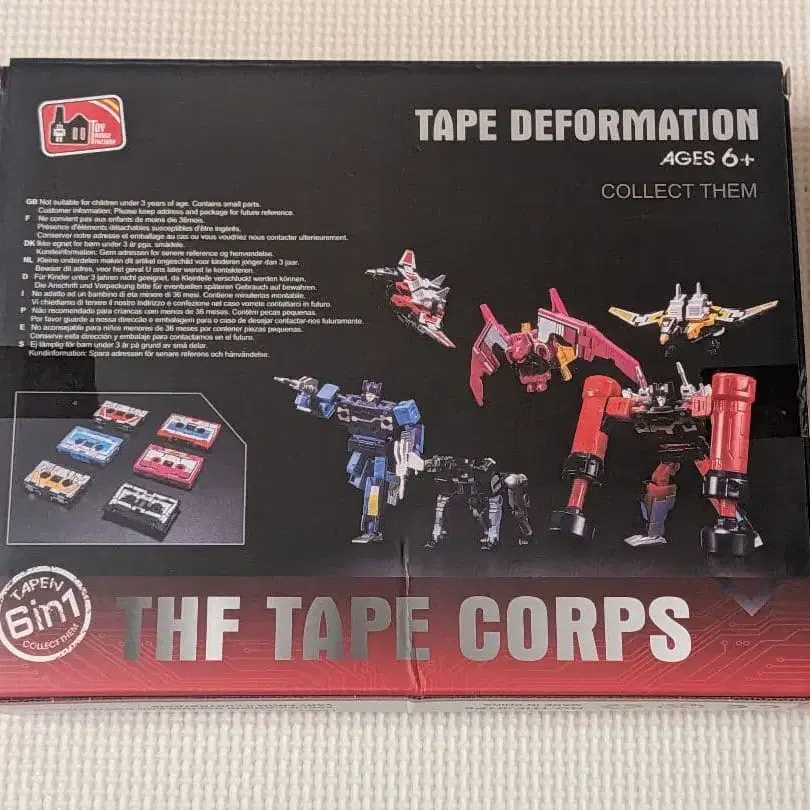 TOY
HOUSE
FACTORY
TAPE DEFORMATION
AGES 6+
COLLECT THEM
GB Not suitable for children under 3 years of age. Contains small parts.
Customer information: Please keep address and package for future reference.
F Ne convient pas aux enfants de moins de 36mois.
Présence d'éléments détachables susceptibles d'être ingérés.
Conserver notre adresse et emballage au cas ou vous voudriez nous contacter ulterieurement.
DK Ikke egnet for børn under 3 år pga. smådele.
Kundeinformation: Gem adressen for senere reference og henvendelse.
NL Kleine onderdelen maken dit artikel ongeschikt voor kinderen jonger dan 3 jaar.
Bewaar dit adres, voor het geval U ons later wenst te kontakteren.
D Für Kinder unter 3 jahren nicht geeignet, da Kleinteile verschluckt werden können.
Die Anschrift und Verpackung bitte für eventuellen späteren Gebrauch auf bewahren.
I Ne adatto ad un bambino di eta minore di 36 mesi. Contiene minuterias montabile.
Vi chiediamo di tenere il nostro indirizzo e confezione nel caso vorrele contattarci in futuro.
P Não recomendado para criancas com menos de 36 meses. Contém pecas pequenas.
Por favor guarde a nossa direccão e embalagem para o caso de desejar contactar-nos futuramente.
E No aconsejable para niños menores de 36 meses por contener piezas pequenas.
Conserve esta dirección y embalaje para contactarnos en el futuro.
S Ej lämplig för barn under 3 år på grund av små delar.
Kundinformation: Spara adressen för senare referens och hänvändelse.
TAPEIN
6in1
COLLECT THEM
THF TAPE CORPS
MADE IN CHINA